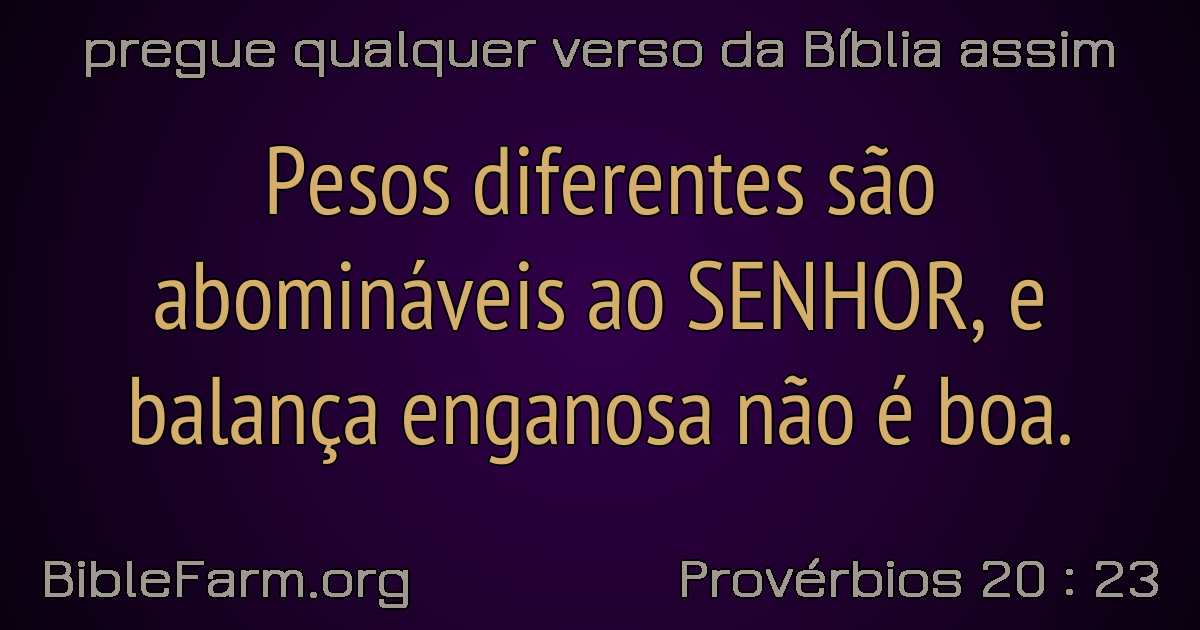 pregue qualquer verso da Bíblia assim
Pesos diferentes são
abomináveis ao SENHOR, e
balança enganosa não é boa.
BibleFarm.org
Provérbios 20 : 23